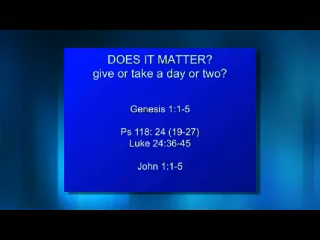 DOES IT MATTER?
give or take a day or two?
Genesis 1:1-5
Ps 118: 24 (19-27)
Luke 24:36-45
John 1:1-5